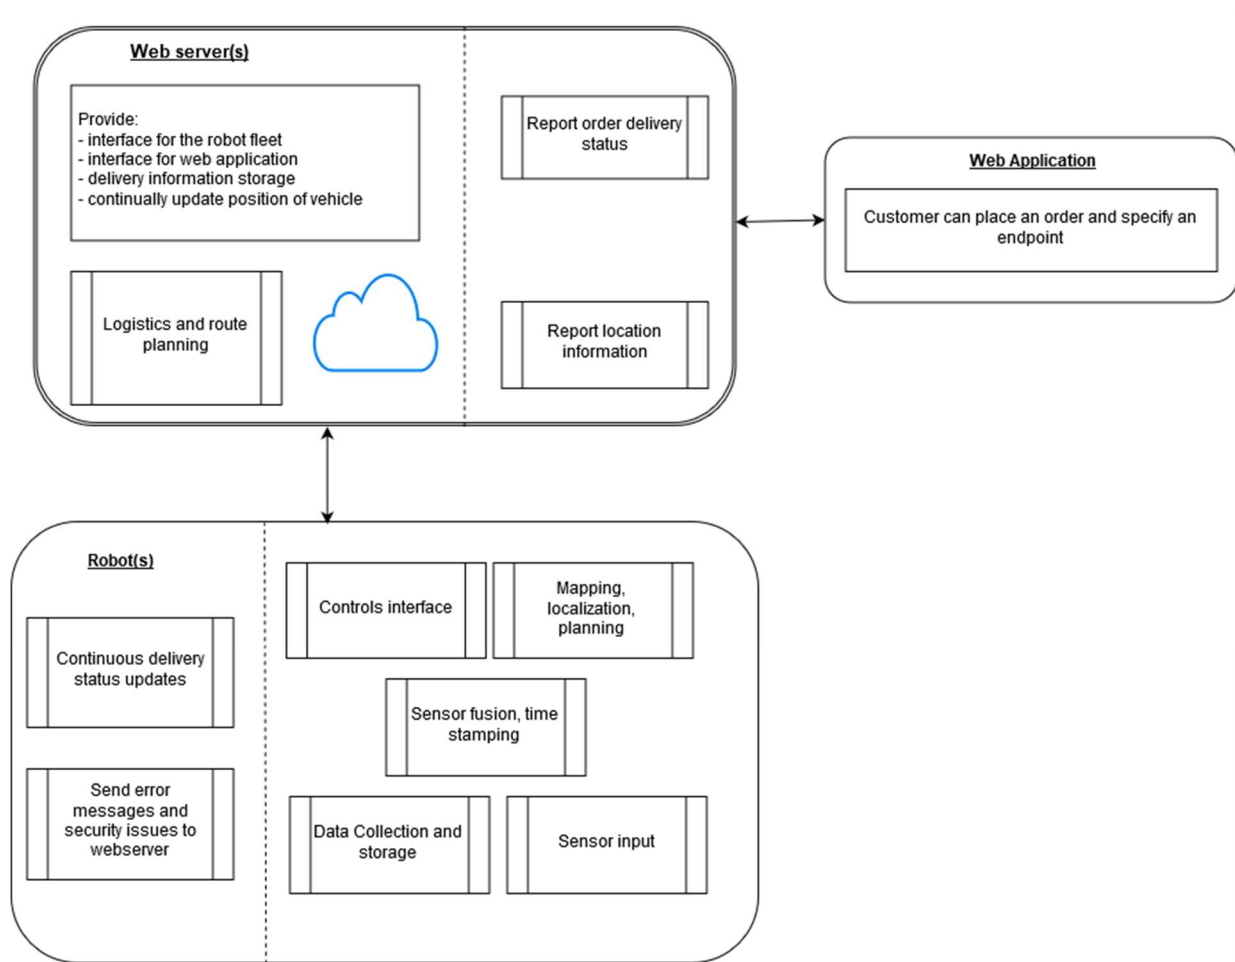 Web server(s)
Provide:
- interface for the robot fleet
- interface for web application
- delivery information storage
- continually update position of vehicle
Logistics and route
planning
Report order delivery
status
Report location
information
Web Application
Customer can place an order and specify an
endpoint
Robot(s)
Continuous delivery
status updates
Send error
messages and
security issues to
webserver
Controls interface
Mapping,
localization,
planning
Sensor fusion, time
stamping
Data Collection and
storage
Sensor input